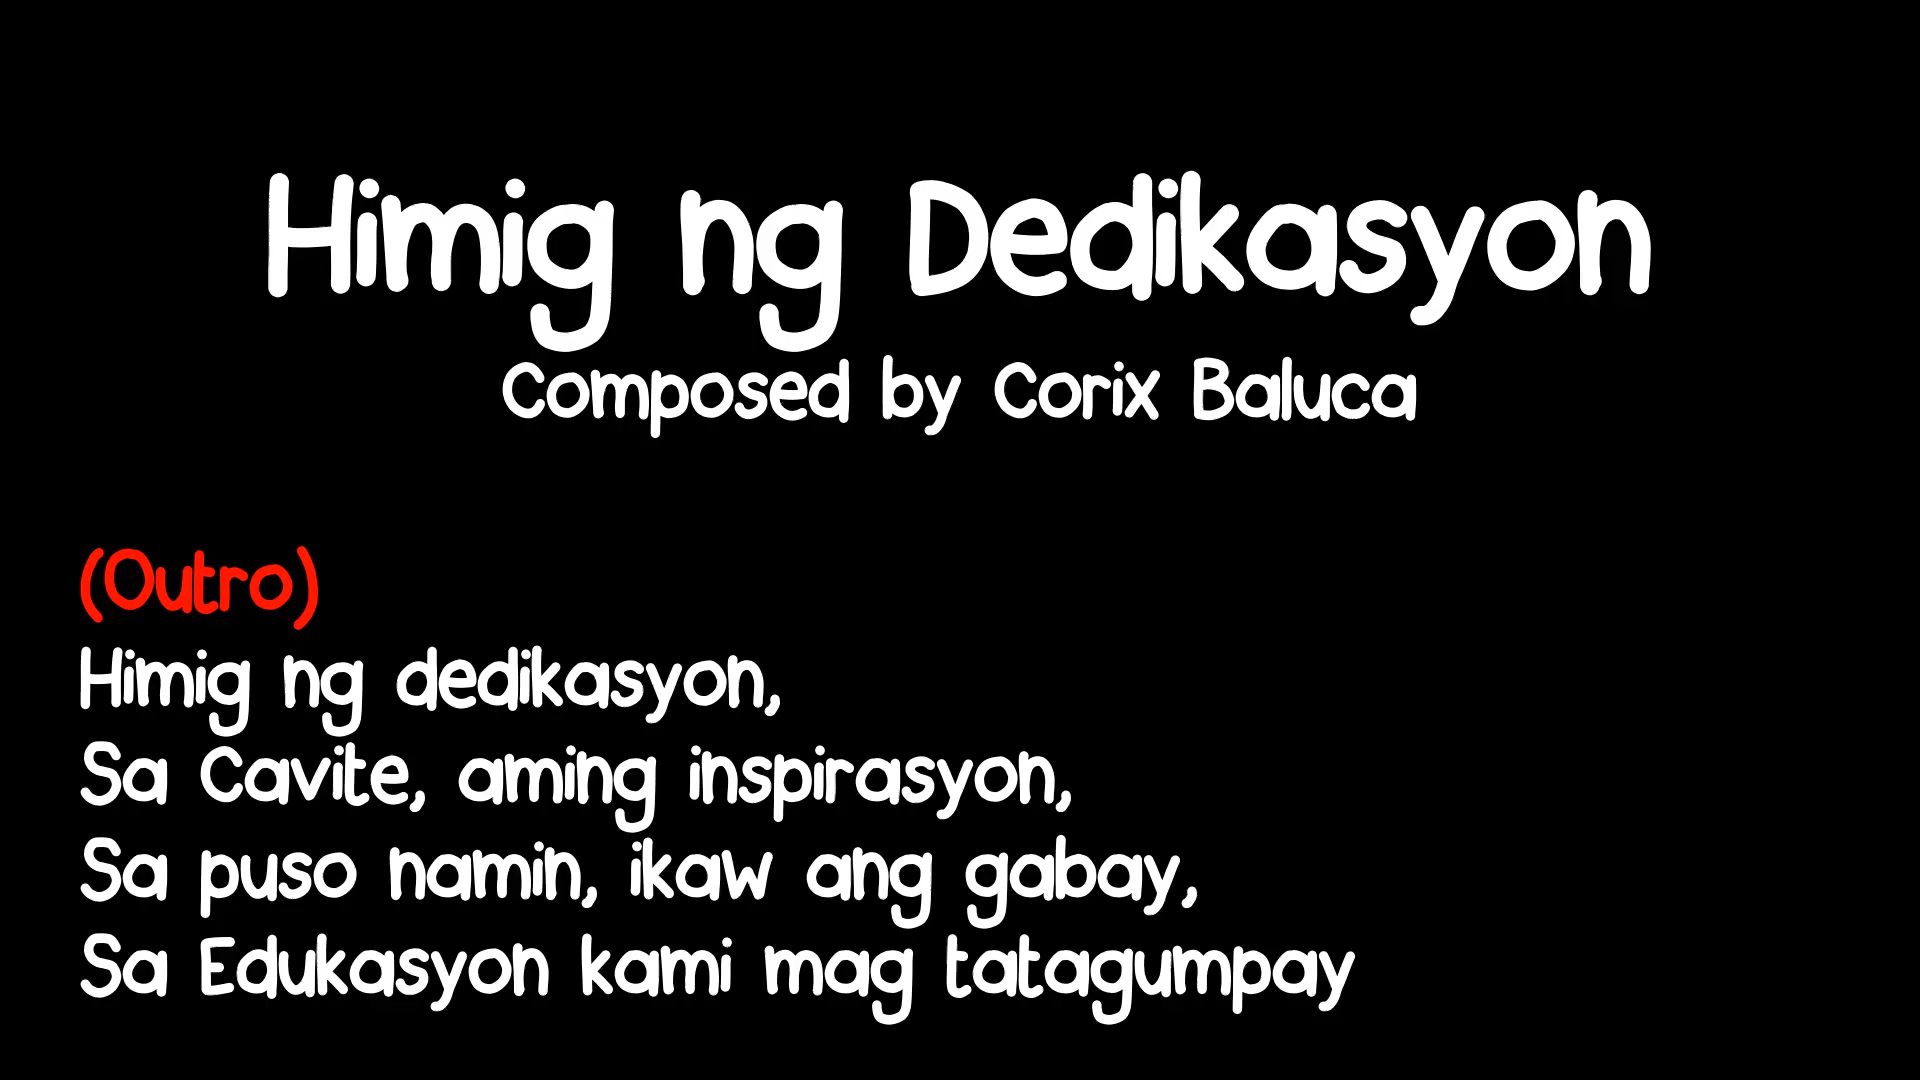 Himig ng Dedikasyon
Composed by Corix Baluca
(Outro)
Himig ng dedikasyon,
Sa Cavite, aming inspirasyon,
Sa puso namin, ikaw ang gabay,
Sa Edukasyon kami mag tatagumpay